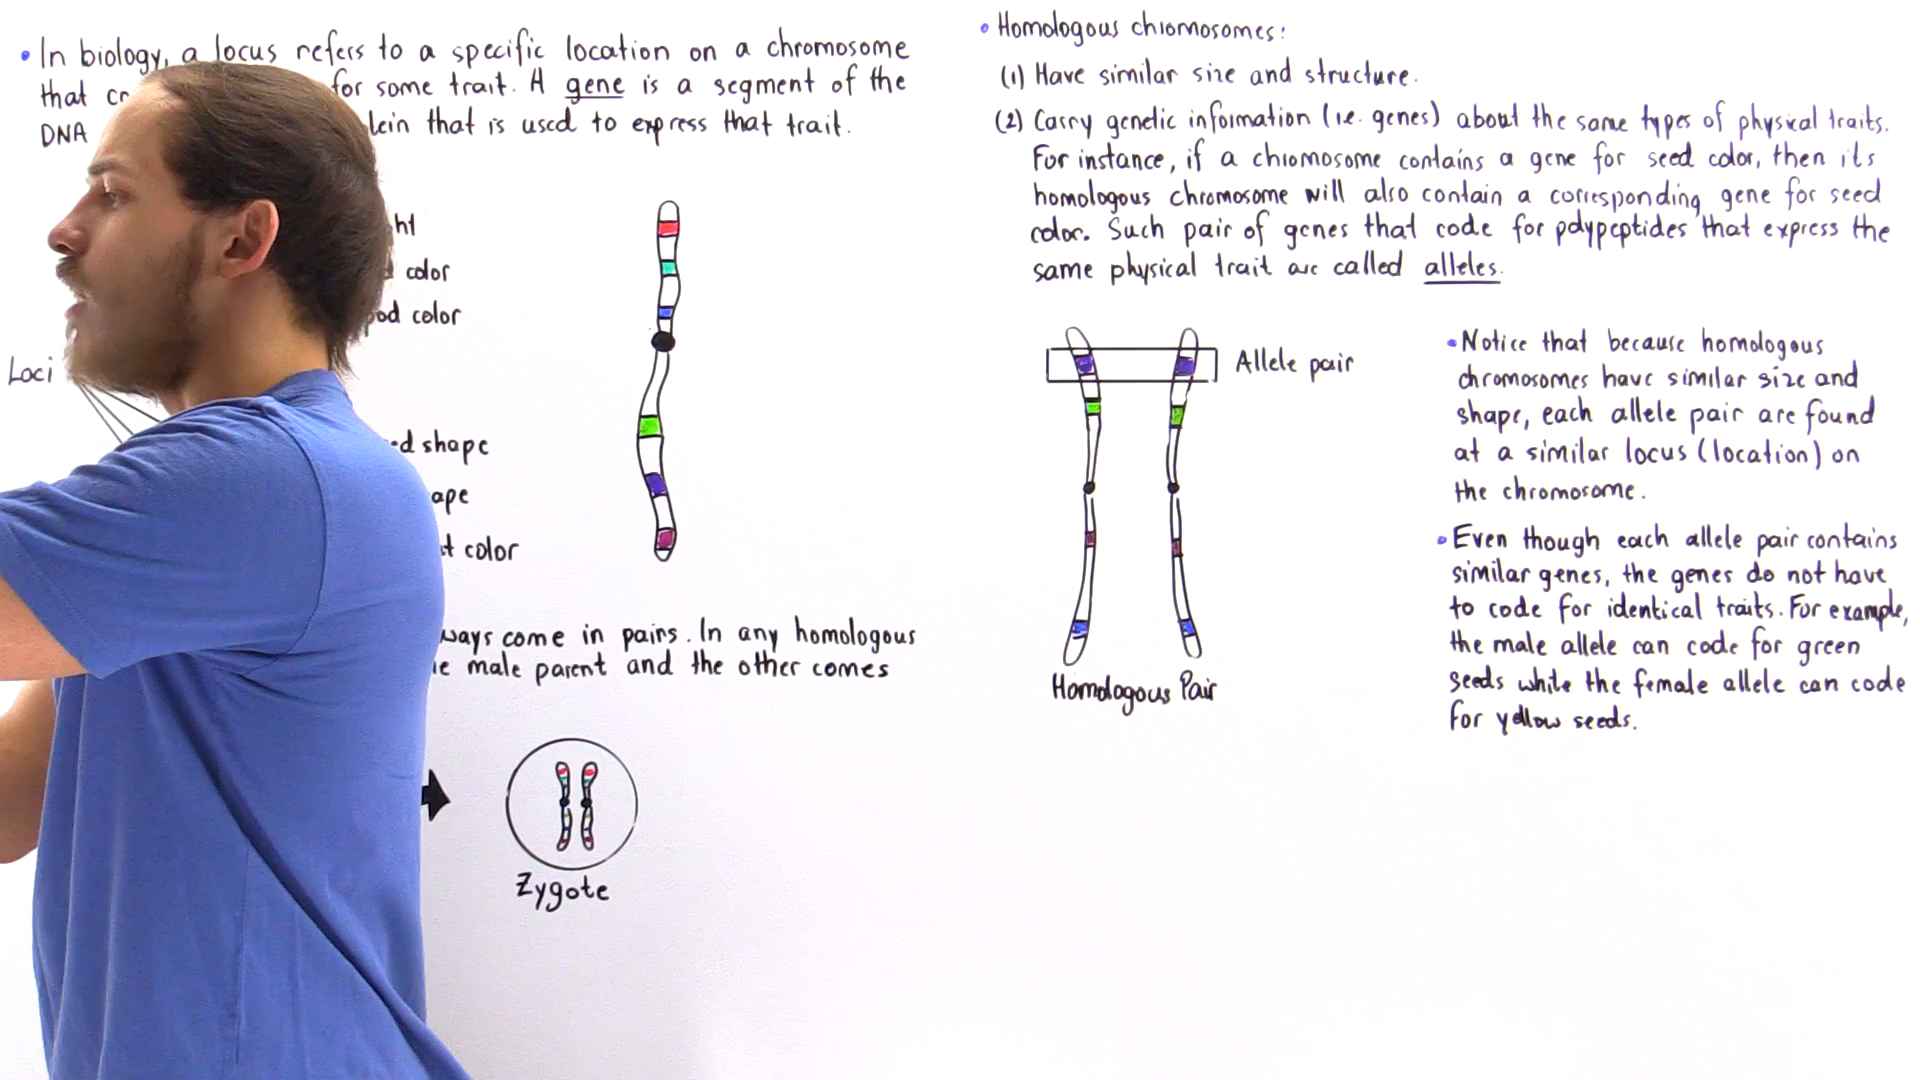 • In biology, a locus refers to a specific location on a chromosome
that for some trait. A gene is a segment of the
DNA that is used to express that trait.
color
pod color
Loci
shape
color
come in pairs. In any homologous
male parent and the other comes
Zygote
• Homologous chromosomes:
(1) Have similar size and structure.
(2) Carry genetic information (i.e. genes) about the same types of physical traits.
For instance, if a chromosome contains a gene for seed color, then its
homologous chromosome will also contain a corresponding gene for seed
color. Such pair of genes that code for polypeptides that express the
same physical trait are called alleles.
Allele pair
Homologous Pair
• Notice that because homologous
chromosomes have similar size and
shape, each allele pair are found
at a similar locus (location) on
the chromosome.
• Even though each allele pair contains
similar genes, the genes do not have
to code for identical traits. For example,
the male allele can code for green
seeds while the female allele can code
for yellow seeds.